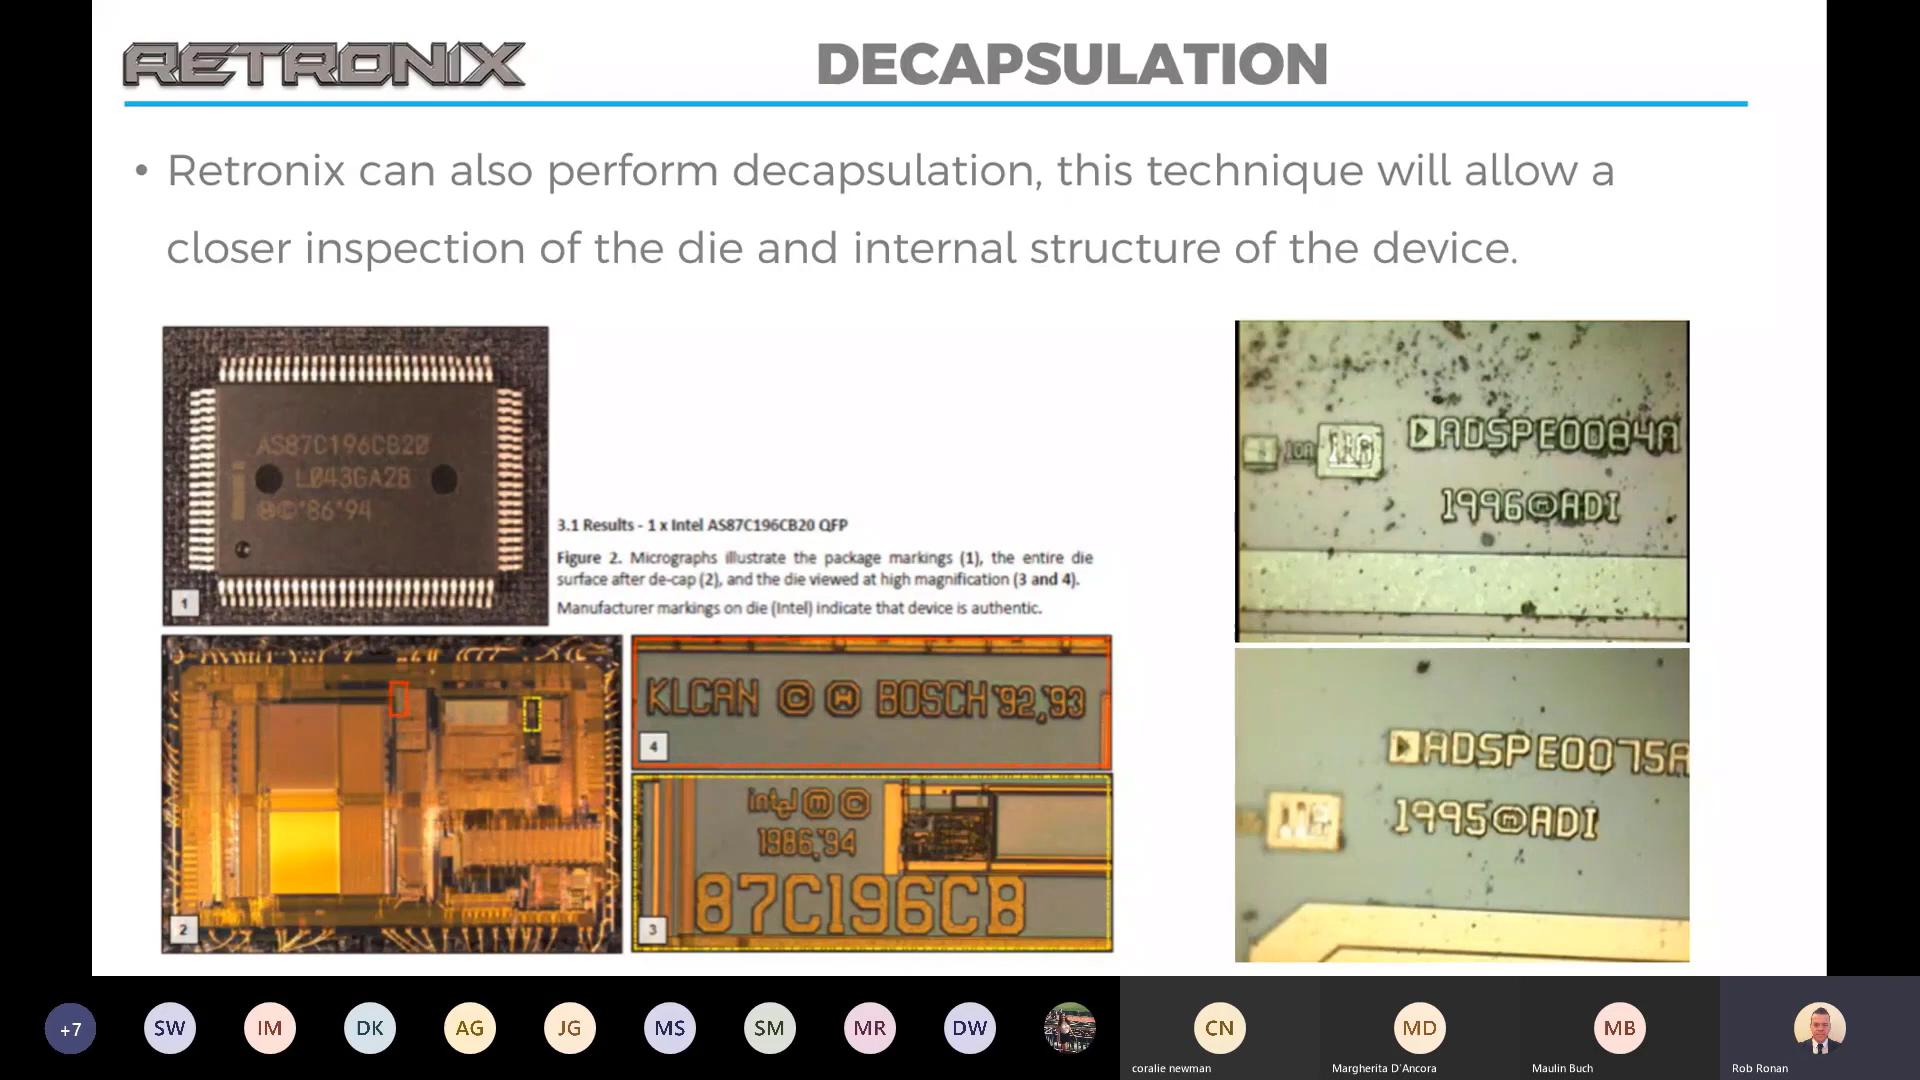 RETRONIX
DECAPSULATION
• Retronix can also perform decapsulation, this technique will allow a
closer inspection of the die and internal structure of the device.
AS87C196CB20
L043GA2B
Ⓜ©'86'94
1
3.1 Results - 1 x Intel AS87C196CB20 QFP
Figure 2. Micrographs illustrate the package markings (1), the entire die
surface after de-cap (2), and the die viewed at high magnification (3 and 4).
Manufacturer markings on die (Intel) indicate that device is authentic.
2
KLCAN © Ⓜ BOSCH '92,'93
4
intel Ⓜ ©
1986,'94
87C196CB
3
ADSPE0084A
1996ⓂADI
ADSPE0075A
1995ⓂADI
+7
SW
IM
DK
AG
JG
MS
SM
MR
DW
CN
coralie newman
MD
Margherita D'Ancora
MB
Maulin Buch
Rob Ronan